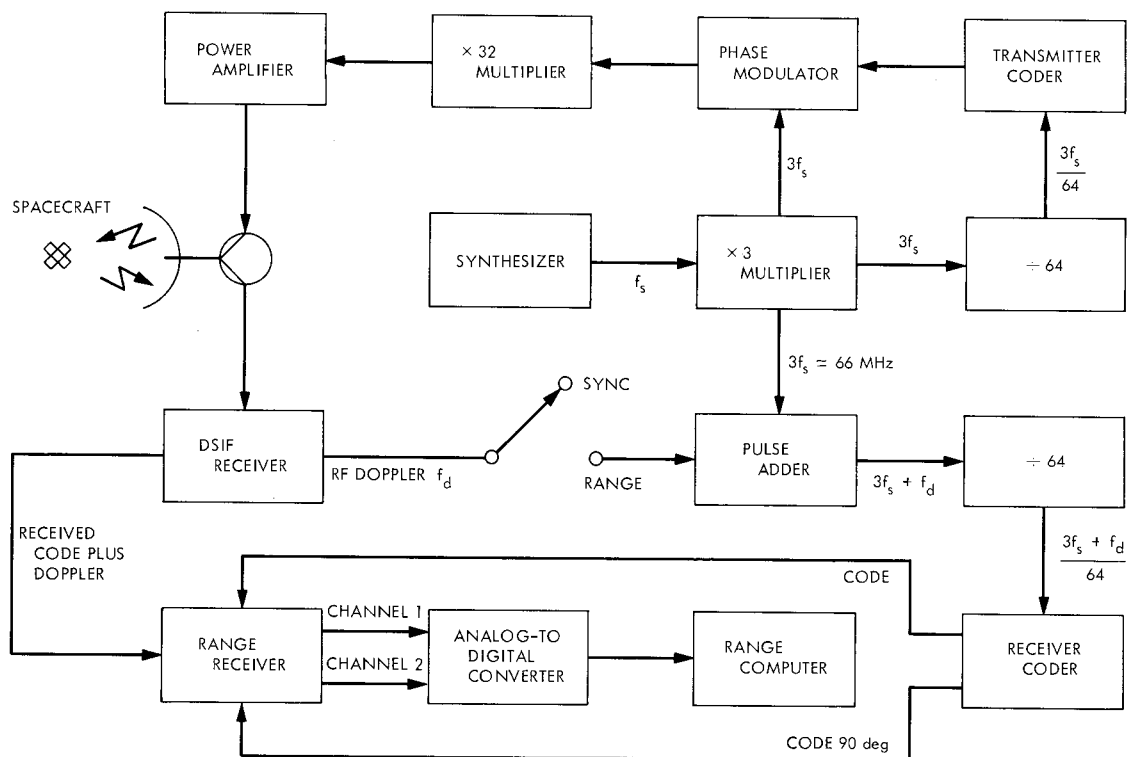 POWER
AMPLIFIER
× 32
MULTIPLIER
PHASE
MODULATOR
TRANSMITTER
CODER
3f_s
3f_s
64
SPACECRAFT
SYNTHESIZER
f_s
× 3
MULTIPLIER
3f_s
÷ 64
3f_s = 66 MHz
SYNC
DSIF
RECEIVER
RF DOPPLER f_d
RANGE
PULSE
ADDER
3f_s + f_d
÷ 64
RECEIVED
CODE PLUS
DOPPLER
3f_s + f_d
64
CODE
RANGE
RECEIVER
CHANNEL 1
CHANNEL 2
ANALOG-TO
DIGITAL
CONVERTER
RANGE
COMPUTER
RECEIVER
CODER
CODE 90 deg